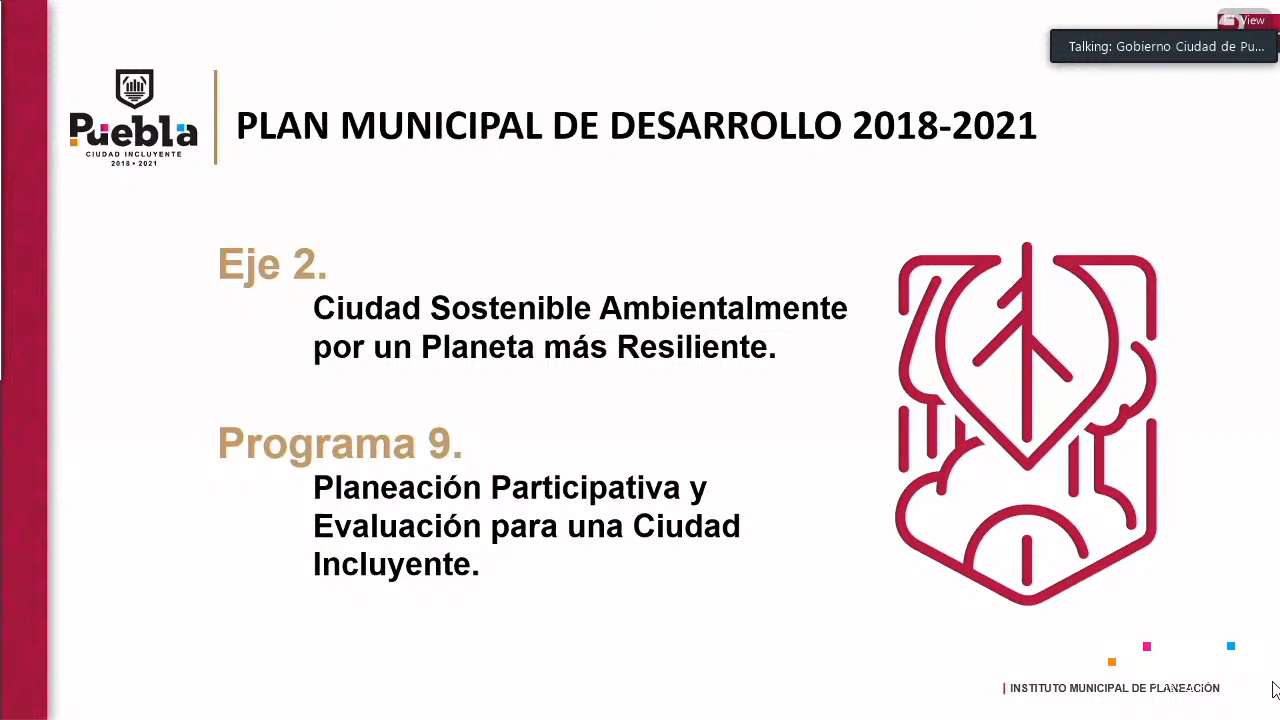 View
Talking: Gobierno Ciudad de Pu...
Puebla
CIUDAD INCLUYENTE
2018 • 2021
PLAN MUNICIPAL DE DESARROLLO 2018-2021
Eje 2.
Ciudad Sostenible Ambientalmente
por un Planeta más Resiliente.
Programa 9.
Planeación Participativa y
Evaluación para una Ciudad
Incluyente.
| INSTITUTO MUNICIPAL DE PLANEACIÓN